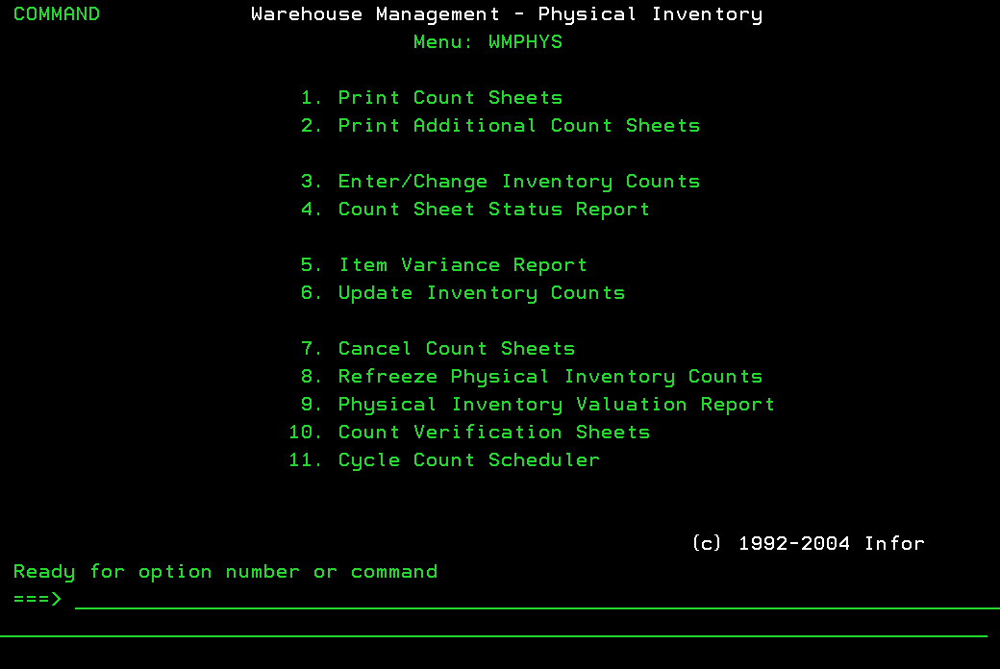 COMMAND Warehouse Management - Physical Inventory
Menu: WMPHYS
1. Print Count Sheets
2. Print Additional Count Sheets
3. Enter/Change Inventory Counts
4. Count Sheet Status Report
5. Item Variance Report
6. Update Inventory Counts
7. Cancel Count Sheets
8. Refreeze Physical Inventory Counts
9. Physical Inventory Valuation Report
10. Count Verification Sheets
11. Cycle Count Scheduler
(c) 1992-2004 Infor
Ready for option number or command
===>